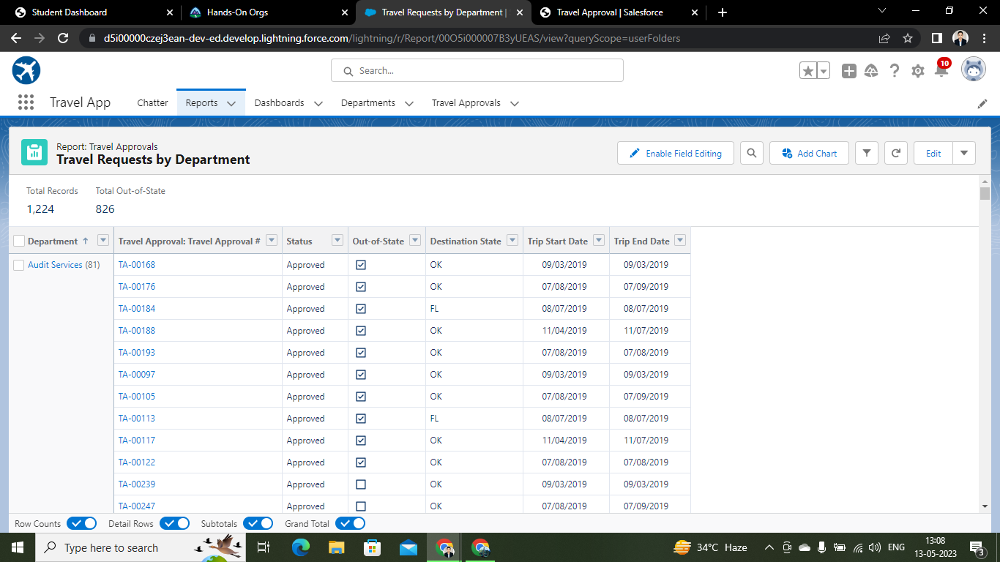 Student Dashboard
Hands-On Orgs
Travel Requests by Department |
Travel Approval | Salesforce
d5i00000czej3ean-dev-ed.develop.lightning.force.com/lightning/r/Report/00O5i000007B3yUEAS/view?queryScope=userFolders
Search...
10
Travel App
Chatter
Reports
Dashboards
Departments
Travel Approvals
Report: Travel Approvals
Travel Requests by Department
Enable Field Editing
Add Chart
Edit
Total Records
Total Out-of-State
1,224
826
Department Travel Approval: Travel Approval # Status Out-of-State Destination State Trip Start Date Trip End Date
Audit Services (81) TA-00168 Approved OK 09/03/2019 09/03/2019
TA-00176 Approved OK 07/08/2019 07/09/2019
TA-00184 Approved FL 08/07/2019 08/07/2019
TA-00188 Approved OK 11/04/2019 11/07/2019
TA-00193 Approved OK 07/08/2019 07/08/2019
TA-00097 Approved OK 09/03/2019 09/03/2019
TA-00105 Approved OK 07/08/2019 07/09/2019
TA-00113 Approved FL 08/07/2019 08/07/2019
TA-00117 Approved OK 11/04/2019 11/07/2019
TA-00122 Approved OK 07/08/2019 07/08/2019
TA-00239 Approved OK 09/03/2019 09/03/2019
TA-00247 Approved OK 07/08/2019 07/09/2019
Row Counts Detail Rows Subtotals Grand Total
Type here to search
34°C Haze
ENG
13:08
13-05-2023
3